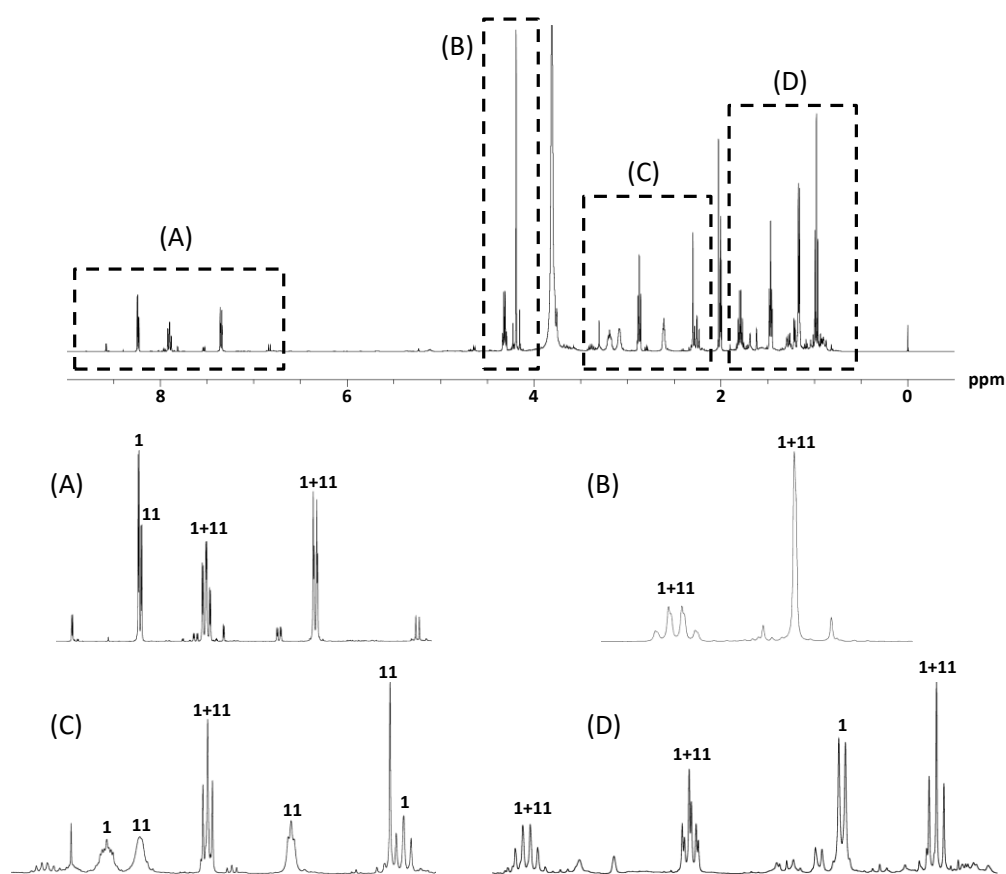 (B)
(D)
(C)
(A)
8 6 4 2 0 ppm
(A) 1 11 1+11 1+11
(B) 1+11 1+11
(C) 1 11 1+11 11 11 1
(D) 1+11 1+11 1 1+11